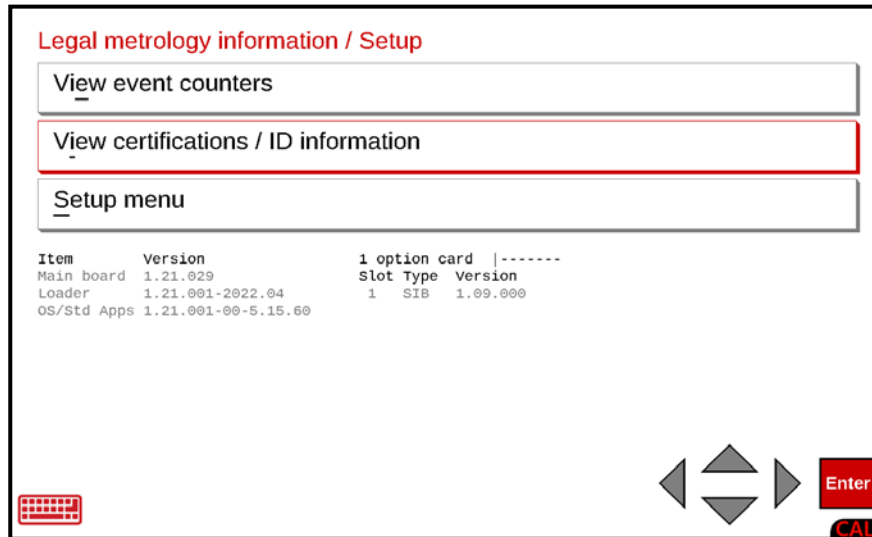 Legal metrology information / Setup
View event counters
View certifications / ID information
Setup menu
Item Version
Main board 1.21.029
Loader 1.21.001-2022.04
OS/Std Apps 1.21.001-00-5.15.60
1 option card |-------
Slot Type Version
1 SIB 1.09.000
Enter
CAL